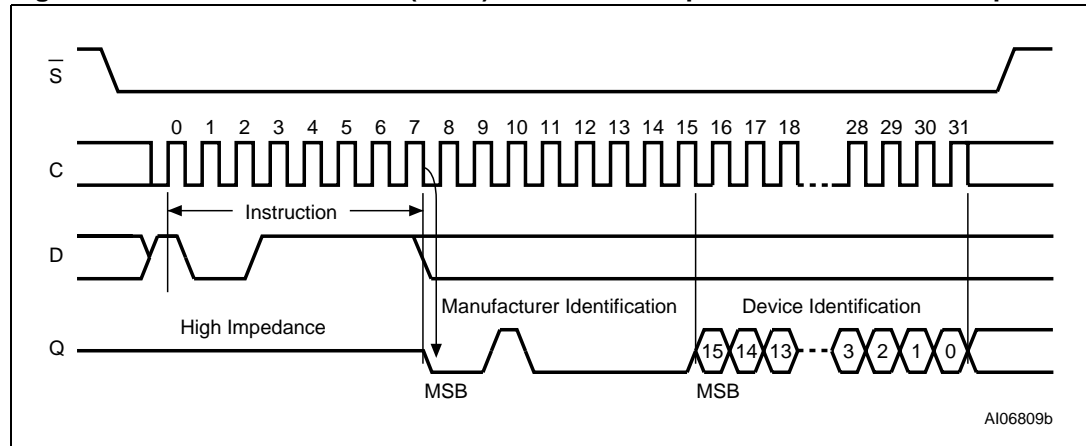 S
0 1 2 3 4 5 6 7 8 9 10 11 12 13 14 15 16 17 18 28 29 30 31
C
Instruction
D
Manufacturer Identification Device Identification
High Impedance
Q
15 14 13 3 2 1 0
MSB MSB
AI06809b